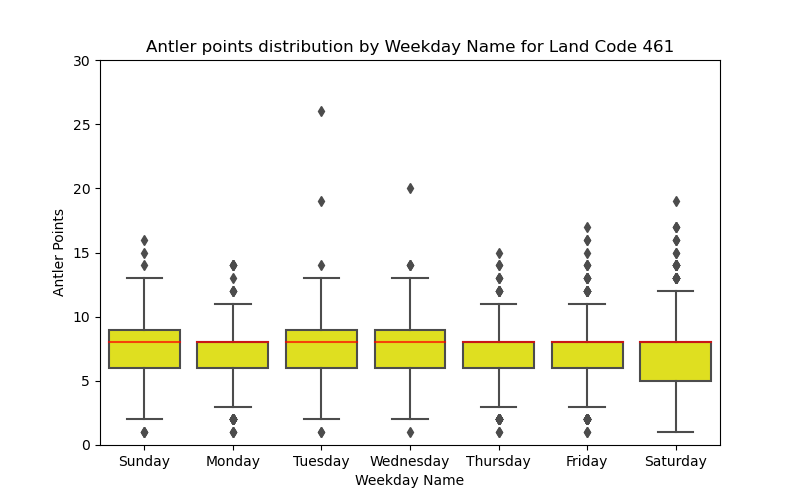 Antler points distribution by Weekday Name for Land Code 461
30
25
20
15
10
5
0
Antler Points
Sunday Monday Tuesday Wednesday Thursday Friday Saturday
Weekday Name